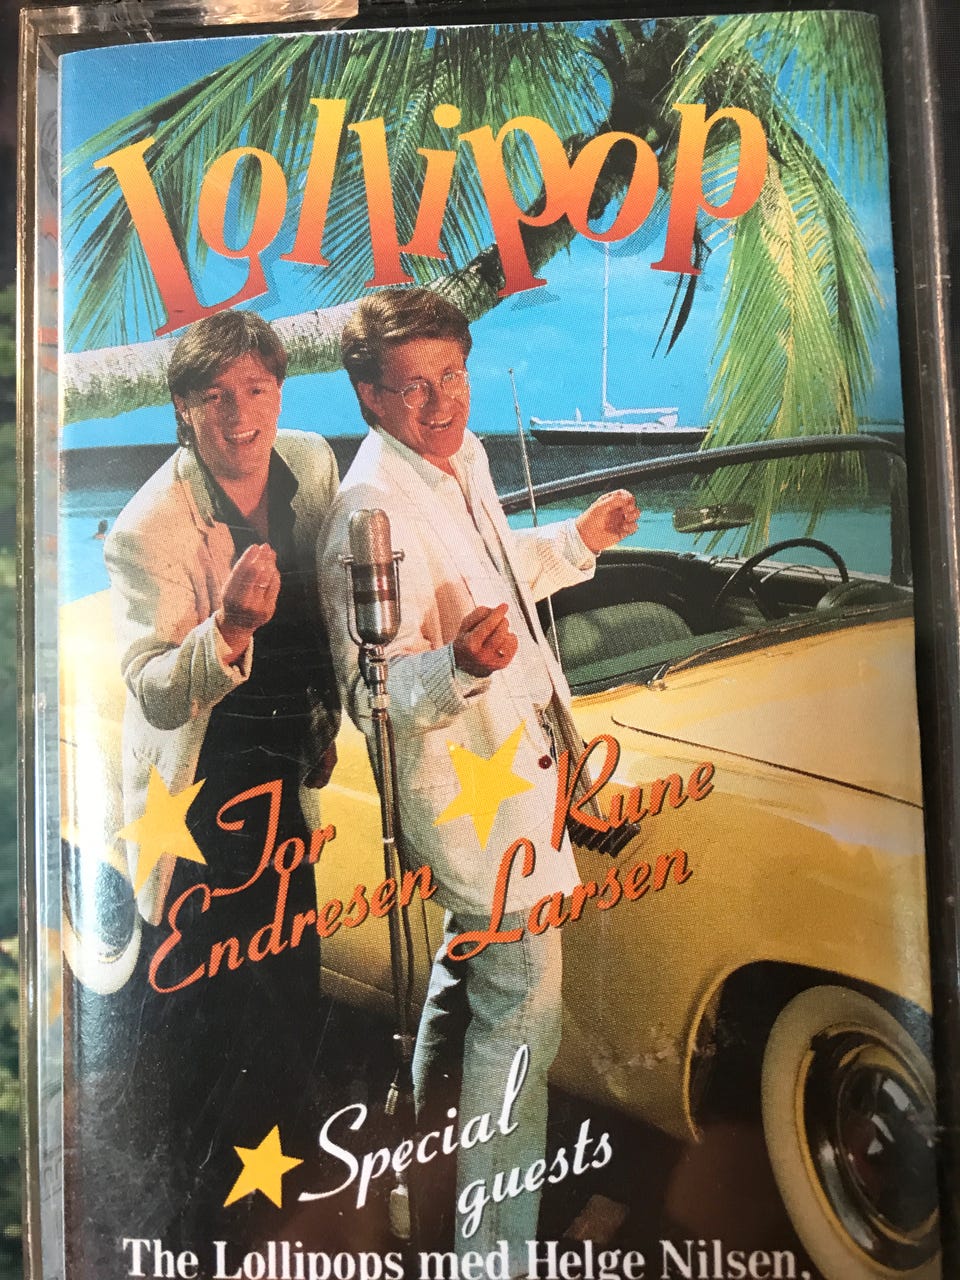 Lollipop
Tor
Endresen
Rune
Larsen
Special
guests
The Lollipops med Helge Nilsen,